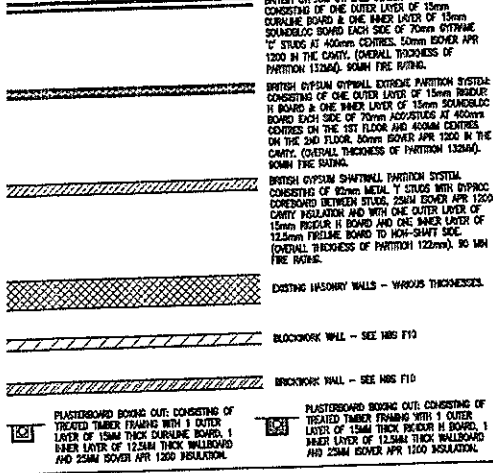 CONSISTING OF ONE OUTER LAYER OF 15mm
DURALINE BOARD & ONE INNER LAYER OF 15mm
SOUNDBLOC BOARD EACH SIDE OF 70mm GYPFRAME
'C' STUDS AT 400mm CENTRES. 50mm ISOVER APR
1200 IN THE CAVITY. (OVERALL THICKNESS OF
PARTITION 132MM). 90MIN FIRE RATING.
BRITISH GYPSUM GYPWALL EXTREME PARTITION SYSTEM:
CONSISTING OF ONE OUTER LAYER OF 15mm RIGIDUR
H BOARD & ONE INNER LAYER OF 15mm SOUNDBLOC
BOARD EACH SIDE OF 70mm ACOUSTUDS AT 400mm
CENTRES ON THE 1ST FLOOR AND 400MM CENTRES
ON THE 2ND FLOOR. 50mm ISOVER APR 1200 IN THE
CAVITY. (OVERALL THICKNESS OF PARTITION 132MM).
90MIN FIRE RATING.
BRITISH GYPSUM SHAFTWALL PARTITION SYSTEM.
CONSISTING OF 92mm METAL 'I' STUDS WITH GYPROC
COREBOARD BETWEEN STUDS, 25MM ISOVER APR 1200
CAVITY INSULATION AND WITH ONE OUTER LAYER OF
15mm RIGIDUR H BOARD AND ONE INNER LAYER OF
12.5mm FIRELINE BOARD TO NON-SHAFT SIDE.
(OVERALL THICKNESS OF PARTITION 122mm). 90 MIN
FIRE RATING.
EXISTING MASONRY WALLS - VARIOUS THICKNESSES.
BLOCKWORK WALL - SEE NBS F10
BRICKWORK WALL - SEE NBS F10
PLASTERBOARD BOXING OUT: CONSISTING OF
TREATED TIMBER FRAMING WITH 1 OUTER
LAYER OF 15MM THICK DURALINE BOARD, 1
INNER LAYER OF 12.5MM THICK WALLBOARD
AND 25MM ISOVER APR 1200 INSULATION.
PLASTERBOARD BOXING OUT: CONSISTING OF
TREATED TIMBER FRAMING WITH 1 OUTER
LAYER OF 15MM THICK RIGIDUR H BOARD, 1
INNER LAYER OF 12.5MM THICK WALLBOARD
AND 25MM ISOVER APR 1200 INSULATION.